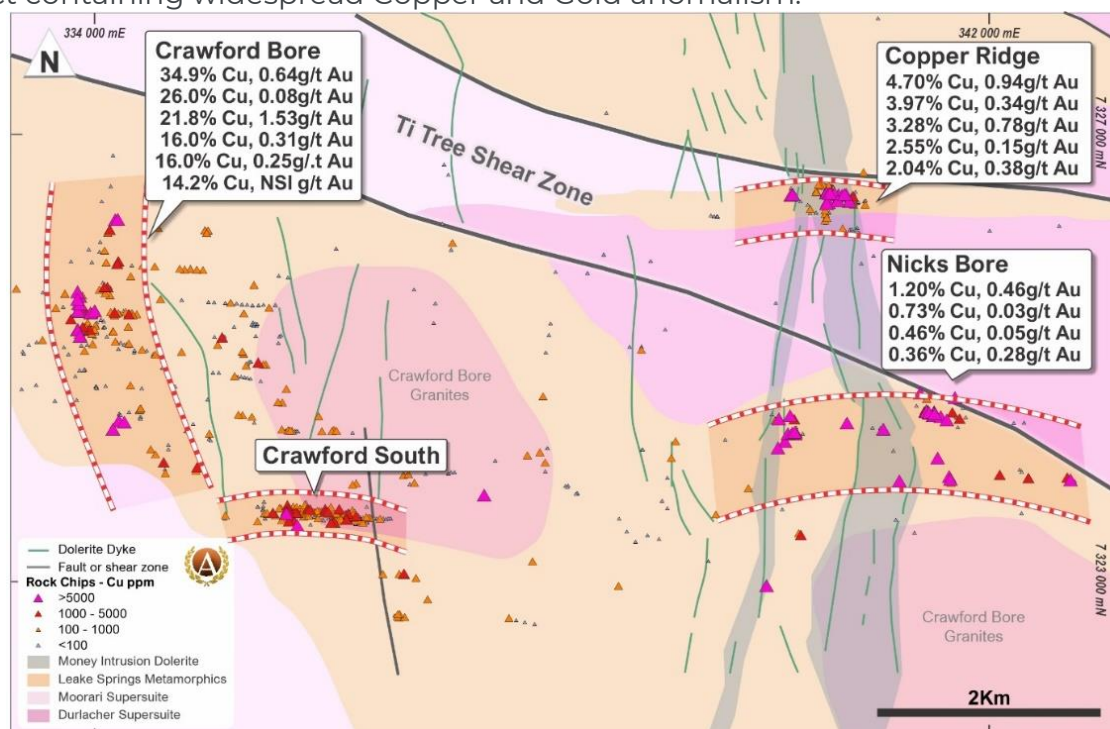 ct containing widespread Copper and Gold anomalism.
334 000 mE
342 000 mE
N
Crawford Bore
34.9% Cu, 0.64g/t Au
26.0% Cu, 0.08g/t Au
21.8% Cu, 1.53g/t Au
16.0% Cu, 0.31g/t Au
16.0% Cu, 0.25g/.t Au
14.2% Cu, NSI g/t Au
Copper Ridge
4.70% Cu, 0.94g/t Au
3.97% Cu, 0.34g/t Au
3.28% Cu, 0.78g/t Au
2.55% Cu, 0.15g/t Au
2.04% Cu, 0.38g/t Au
7 327 000 mN
Ti Tree Shear Zone
Nicks Bore
1.20% Cu, 0.46g/t Au
0.73% Cu, 0.03g/t Au
0.46% Cu, 0.05g/t Au
0.36% Cu, 0.28g/t Au
Crawford Bore
Granites
Crawford South
7 323 000 mN
Crawford Bore
Granites
Dolerite Dyke
Fault or shear zone
Rock Chips - Cu ppm
>5000
1000 - 5000
100 - 1000
<100
Money Intrusion Dolerite
Leake Springs Metamorphics
Moorari Supersuite
Durlacher Supersuite
A
2Km